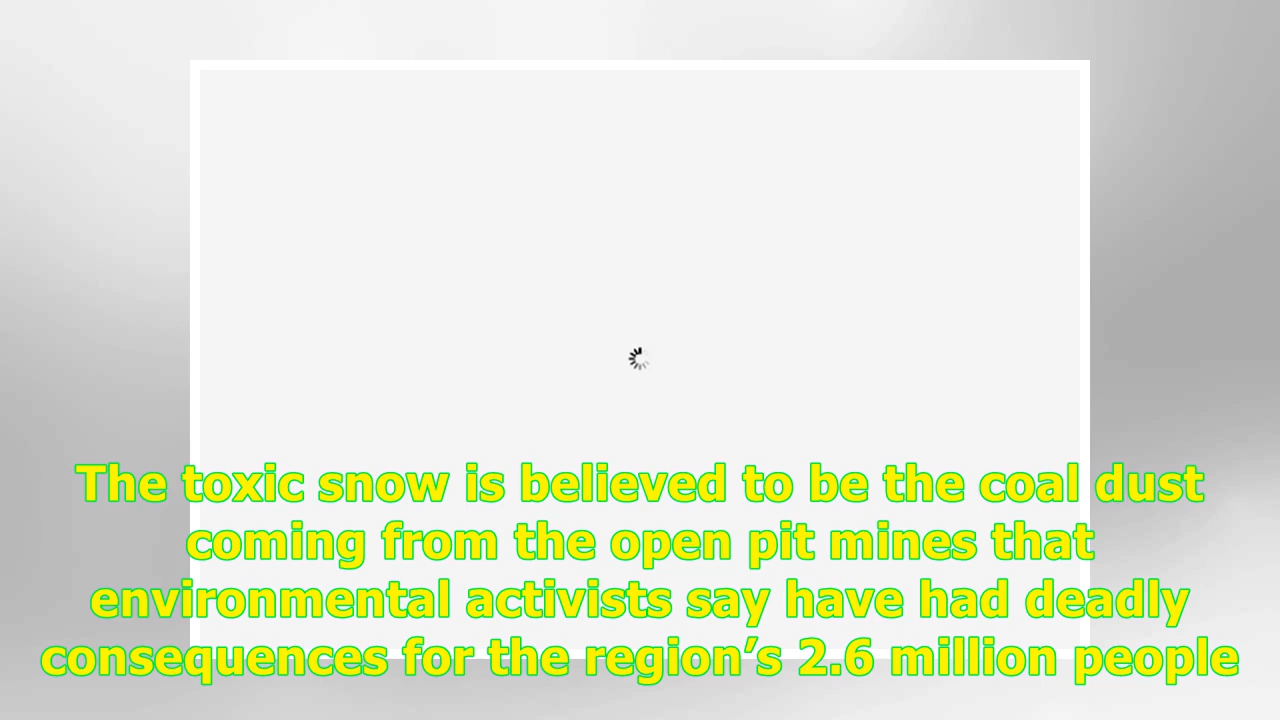 The toxic snow is believed to be the coal dust
coming from the open pit mines that
environmental activists say have had deadly
consequences for the region’s 2.6 million people